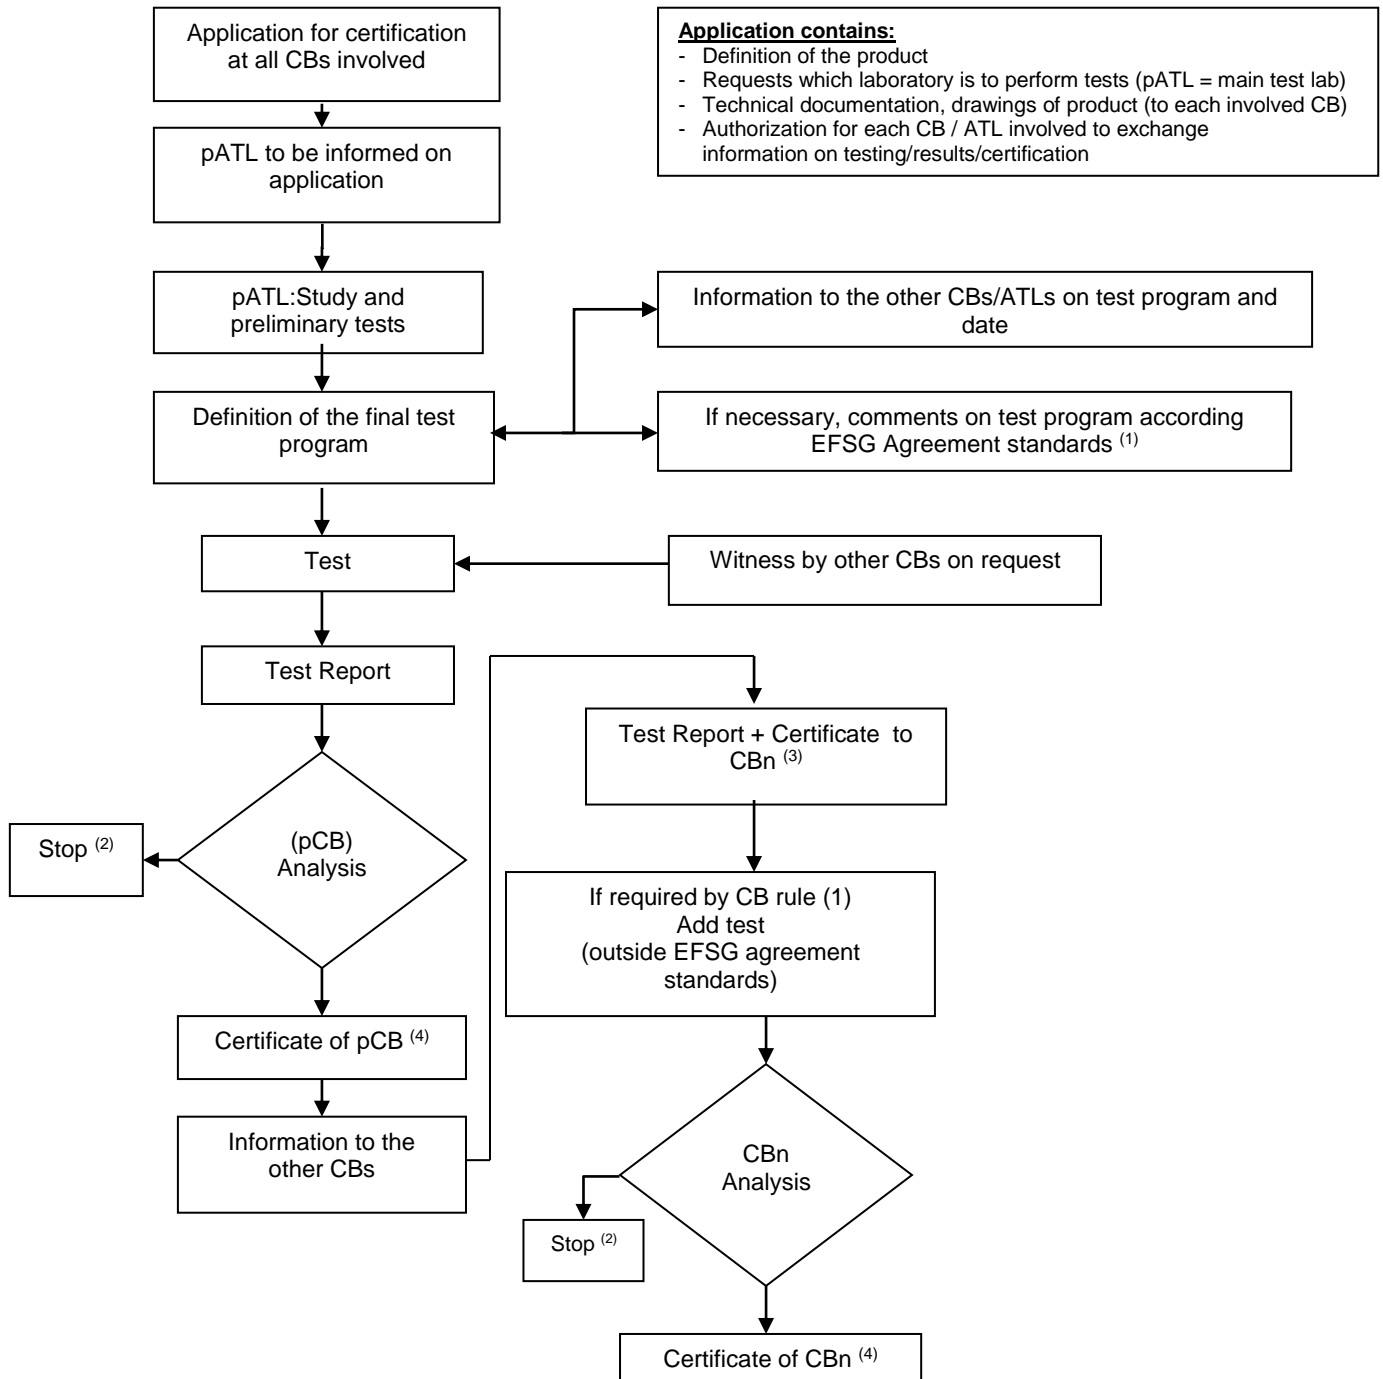 Application for certification
at all CBs involved
Application contains:
- Definition of the product
- Requests which laboratory is to perform tests (pATL = main test lab)
- Technical documentation, drawings of product (to each involved CB)
- Authorization for each CB / ATL involved to exchange
information on testing/results/certification
pATL to be informed on
application
pATL:Study and
preliminary tests
Information to the other CBs/ATLs on test program and
date
Definition of the final test
program
If necessary, comments on test program according
EFSG Agreement standards (1)
Test
Witness by other CBs on request
Test Report
Test Report + Certificate to
CBn (3)
Stop (2)
(pCB)
Analysis
If required by CB rule (1)
Add test
(outside EFSG agreement
standards)
Certificate of pCB (4)
Information to the
other CBs
CBn
Analysis
Stop (2)
Certificate of CBn (4)